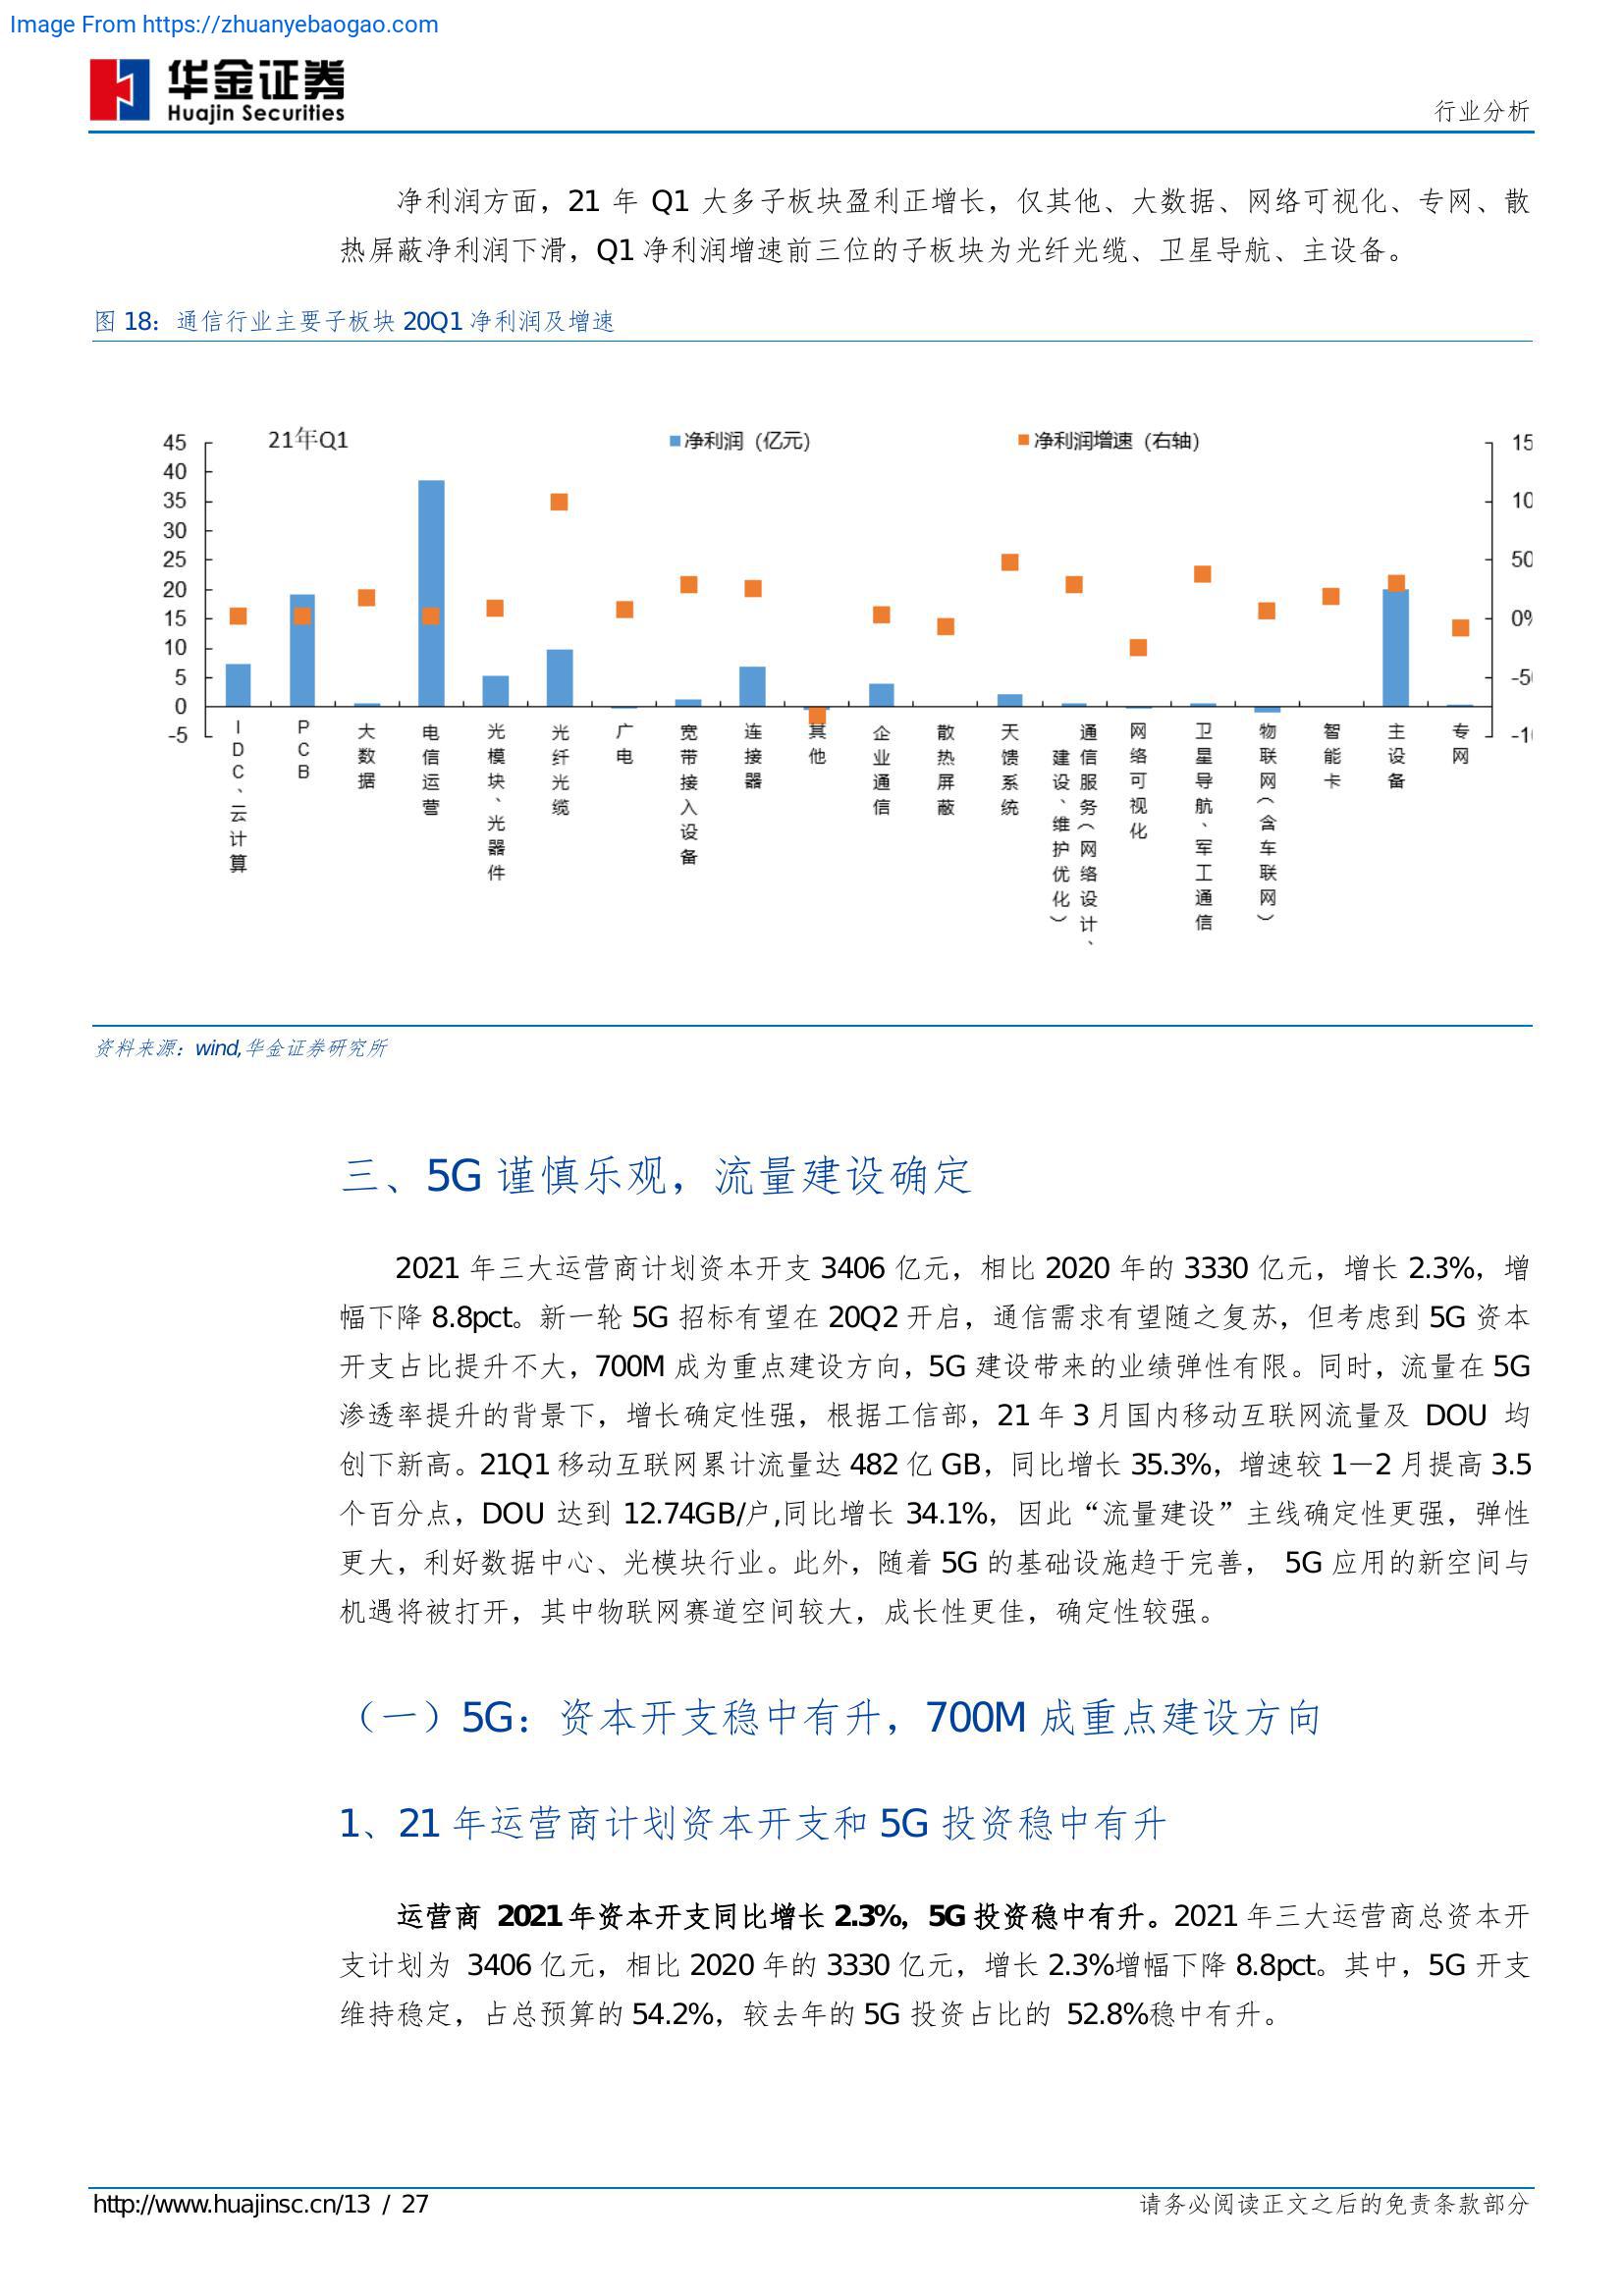 Image From https://zhuanyebaogao.com
华金证券
Huajin Securities
行业分析
净利润方面，21 年 Q1 大多子板块盈利正增长，仅其他、大数据、网络可视化、专网、散
热屏蔽净利润下滑，Q1 净利润增速前三位的子板块为光纤光缆、卫星导航、主设备。
图 18：通信行业主要子板块 20Q1 净利润及增速
21年Q1
净利润（亿元）
净利润增速（右轴）
45
40
35
30
25
20
15
10
5
0
-5
15
10
50
0%
-50
-10
IDC、云计算
PCB
大数据
电信运营
光模块、光器件
光纤光缆
广电
宽带接入设备
连接器
其他
企业通信
散热屏蔽
天馈系统
通信服务（网络设计、
建设、维护优化）
网络可视化
卫星导航、军工通信
物联网（含车联网）
智能卡
主设备
专网
资料来源：wind,华金证券研究所
三、5G 谨慎乐观，流量建设确定
2021 年三大运营商计划资本开支 3406 亿元，相比 2020 年的 3330 亿元，增长 2.3%，增
幅下降 8.8pct。新一轮 5G 招标有望在 20Q2 开启，通信需求有望随之复苏，但考虑到 5G 资本
开支占比提升不大，700M 成为重点建设方向，5G 建设带来的业绩弹性有限。同时，流量在 5G
渗透率提升的背景下，增长确定性强，根据工信部，21 年 3 月国内移动互联网流量及 DOU 均
创下新高。21Q1 移动互联网累计流量达 482 亿 GB，同比增长 35.3%，增速较 1—2 月提高 3.5
个百分点，DOU 达到 12.74GB/户,同比增长 34.1%，因此“流量建设”主线确定性更强，弹性
更大，利好数据中心、光模块行业。此外，随着 5G 的基础设施趋于完善， 5G 应用的新空间与
机遇将被打开，其中物联网赛道空间较大，成长性更佳，确定性较强。
（一）5G：资本开支稳中有升，700M 成重点建设方向
1、21 年运营商计划资本开支和 5G 投资稳中有升
运营商 2021 年资本开支同比增长 2.3%，5G 投资稳中有升。2021 年三大运营商总资本开
支计划为 3406 亿元，相比 2020 年的 3330 亿元，增长 2.3%增幅下降 8.8pct。其中，5G 开支
维持稳定，占总预算的 54.2%，较去年的 5G 投资占比的 52.8%稳中有升。
http://www.huajinsc.cn/13 / 27
请务必阅读正文之后的免责条款部分